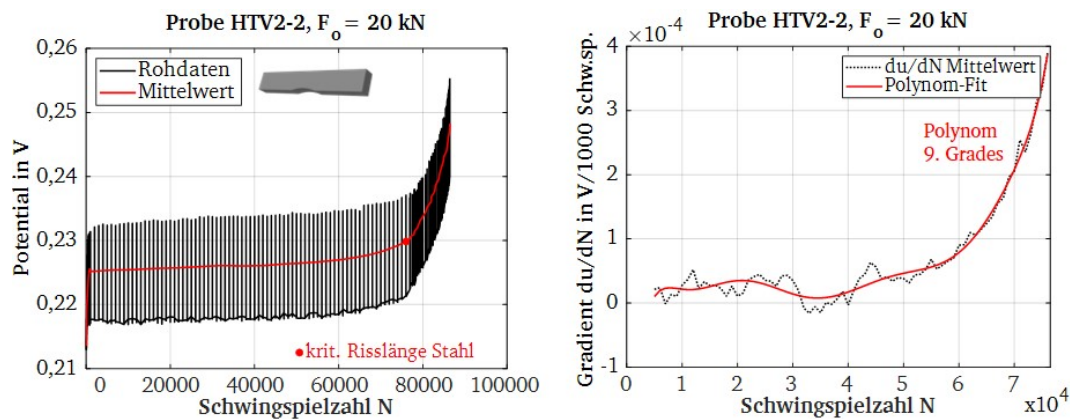 Probe HTV2-2, F_o = 20 kN
0,26
0,25
0,24
0,23
0,22
0,21
Potential in V
Rohdaten
Mittelwert
krit. Risslänge Stahl
0
20000
40000
60000
80000
100000
Schwingspielzahl N
Probe HTV2-2, F_o = 20 kN
×10⁻⁴
4
3
2
1
0
-1
Gradient du/dN in V/1000 Schw.sp.
du/dN Mittelwert
Polynom-Fit
Polynom
9. Grades
0
1
2
3
4
5
6
7
x10⁴
Schwingspielzahl N